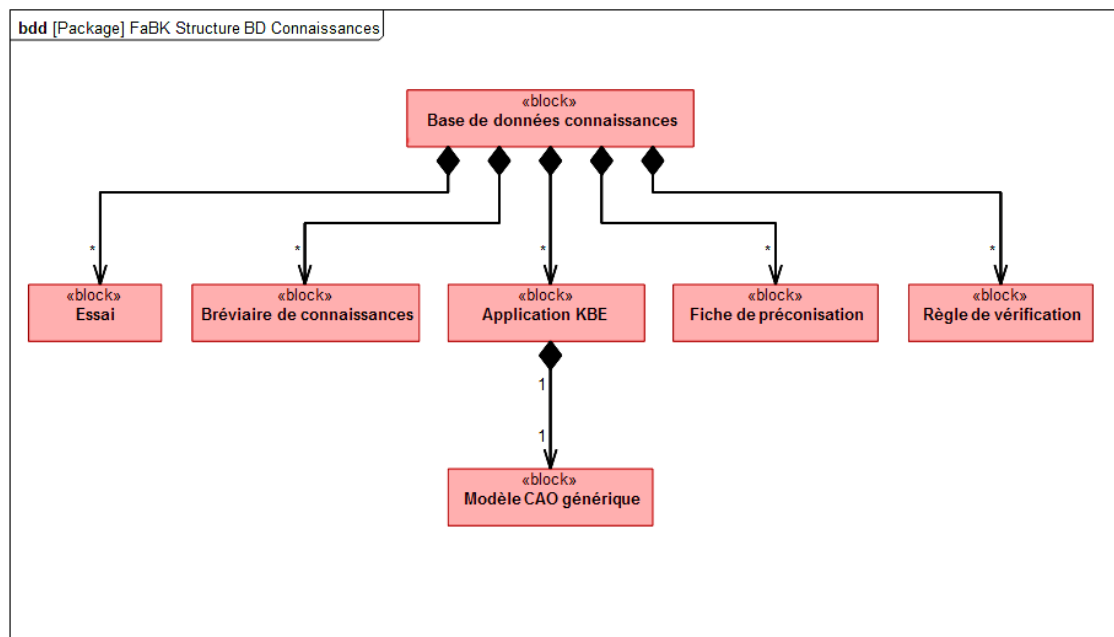 bdd [Package] FaBK Structure BD Connaissances
«block»
Base de données connaissances
* * * * *
«block» «block» «block» «block» «block»
Essai Bréviaire de connaissances Application KBE Fiche de préconisation Règle de vérification
1
1
«block»
Modèle CAO générique